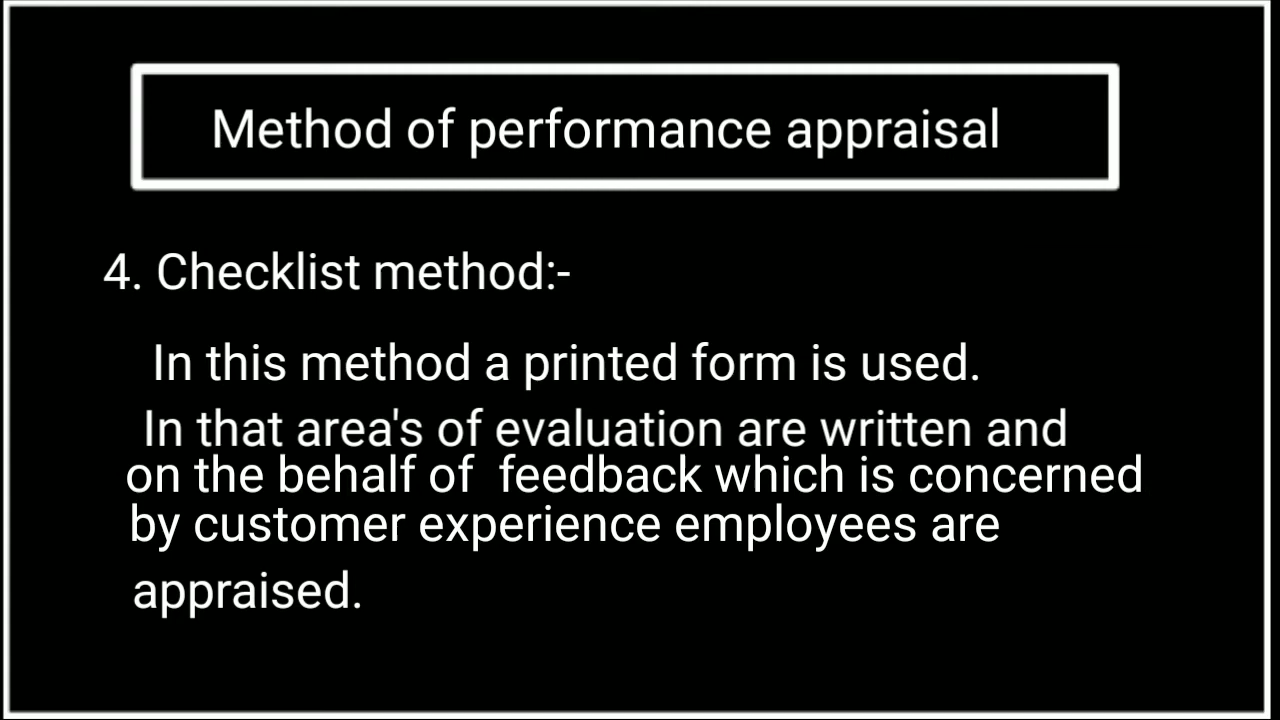 Method of performance appraisal
4. Checklist method:-
In this method a printed form is used.
In that area's of evaluation are written and
on the behalf of feedback which is concerned
by customer experience employees are
appraised.